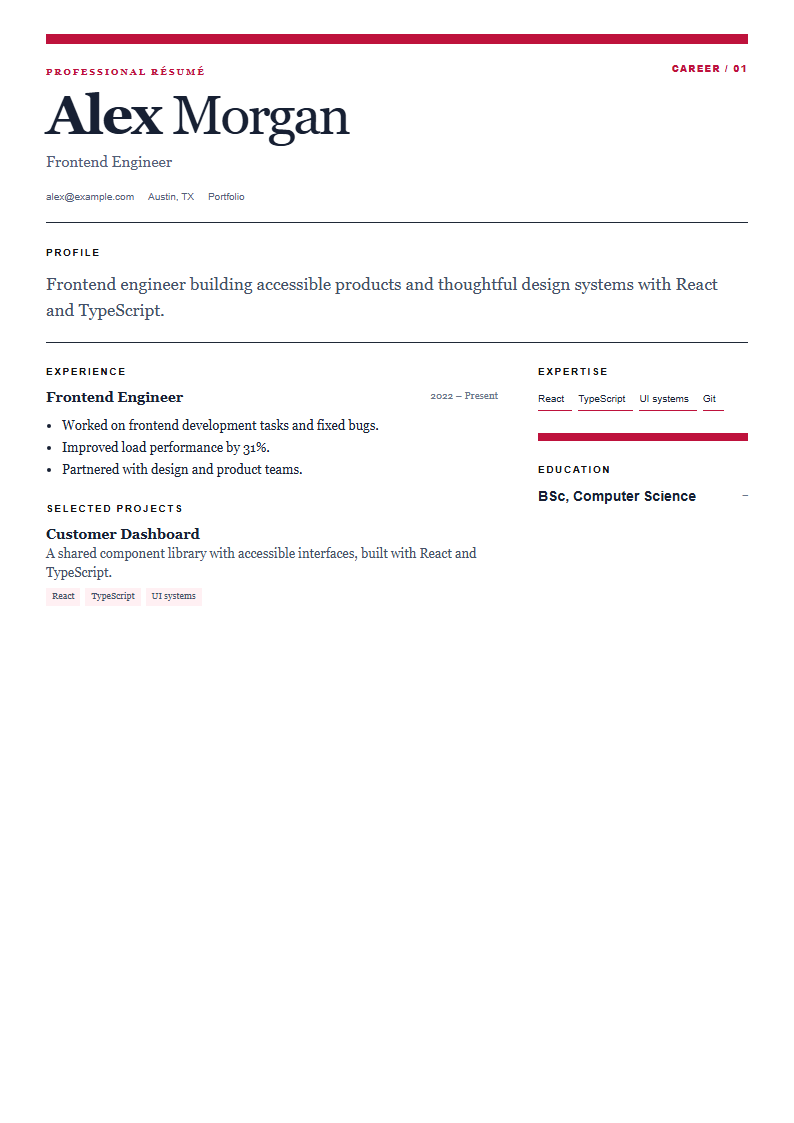 PROFESSIONAL RÉSUMÉ
CAREER / 01
Alex Morgan
Frontend Engineer
alex@example.com Austin, TX Portfolio
PROFILE
Frontend engineer building accessible products and thoughtful design systems with React
and TypeScript.
EXPERIENCE
Frontend Engineer 2022 – Present
• Worked on frontend development tasks and fixed bugs.
• Improved load performance by 31%.
• Partnered with design and product teams.
SELECTED PROJECTS
Customer Dashboard
A shared component library with accessible interfaces, built with React and
TypeScript.
React TypeScript UI systems
EXPERTISE
React TypeScript UI systems Git
EDUCATION
BSc, Computer Science –